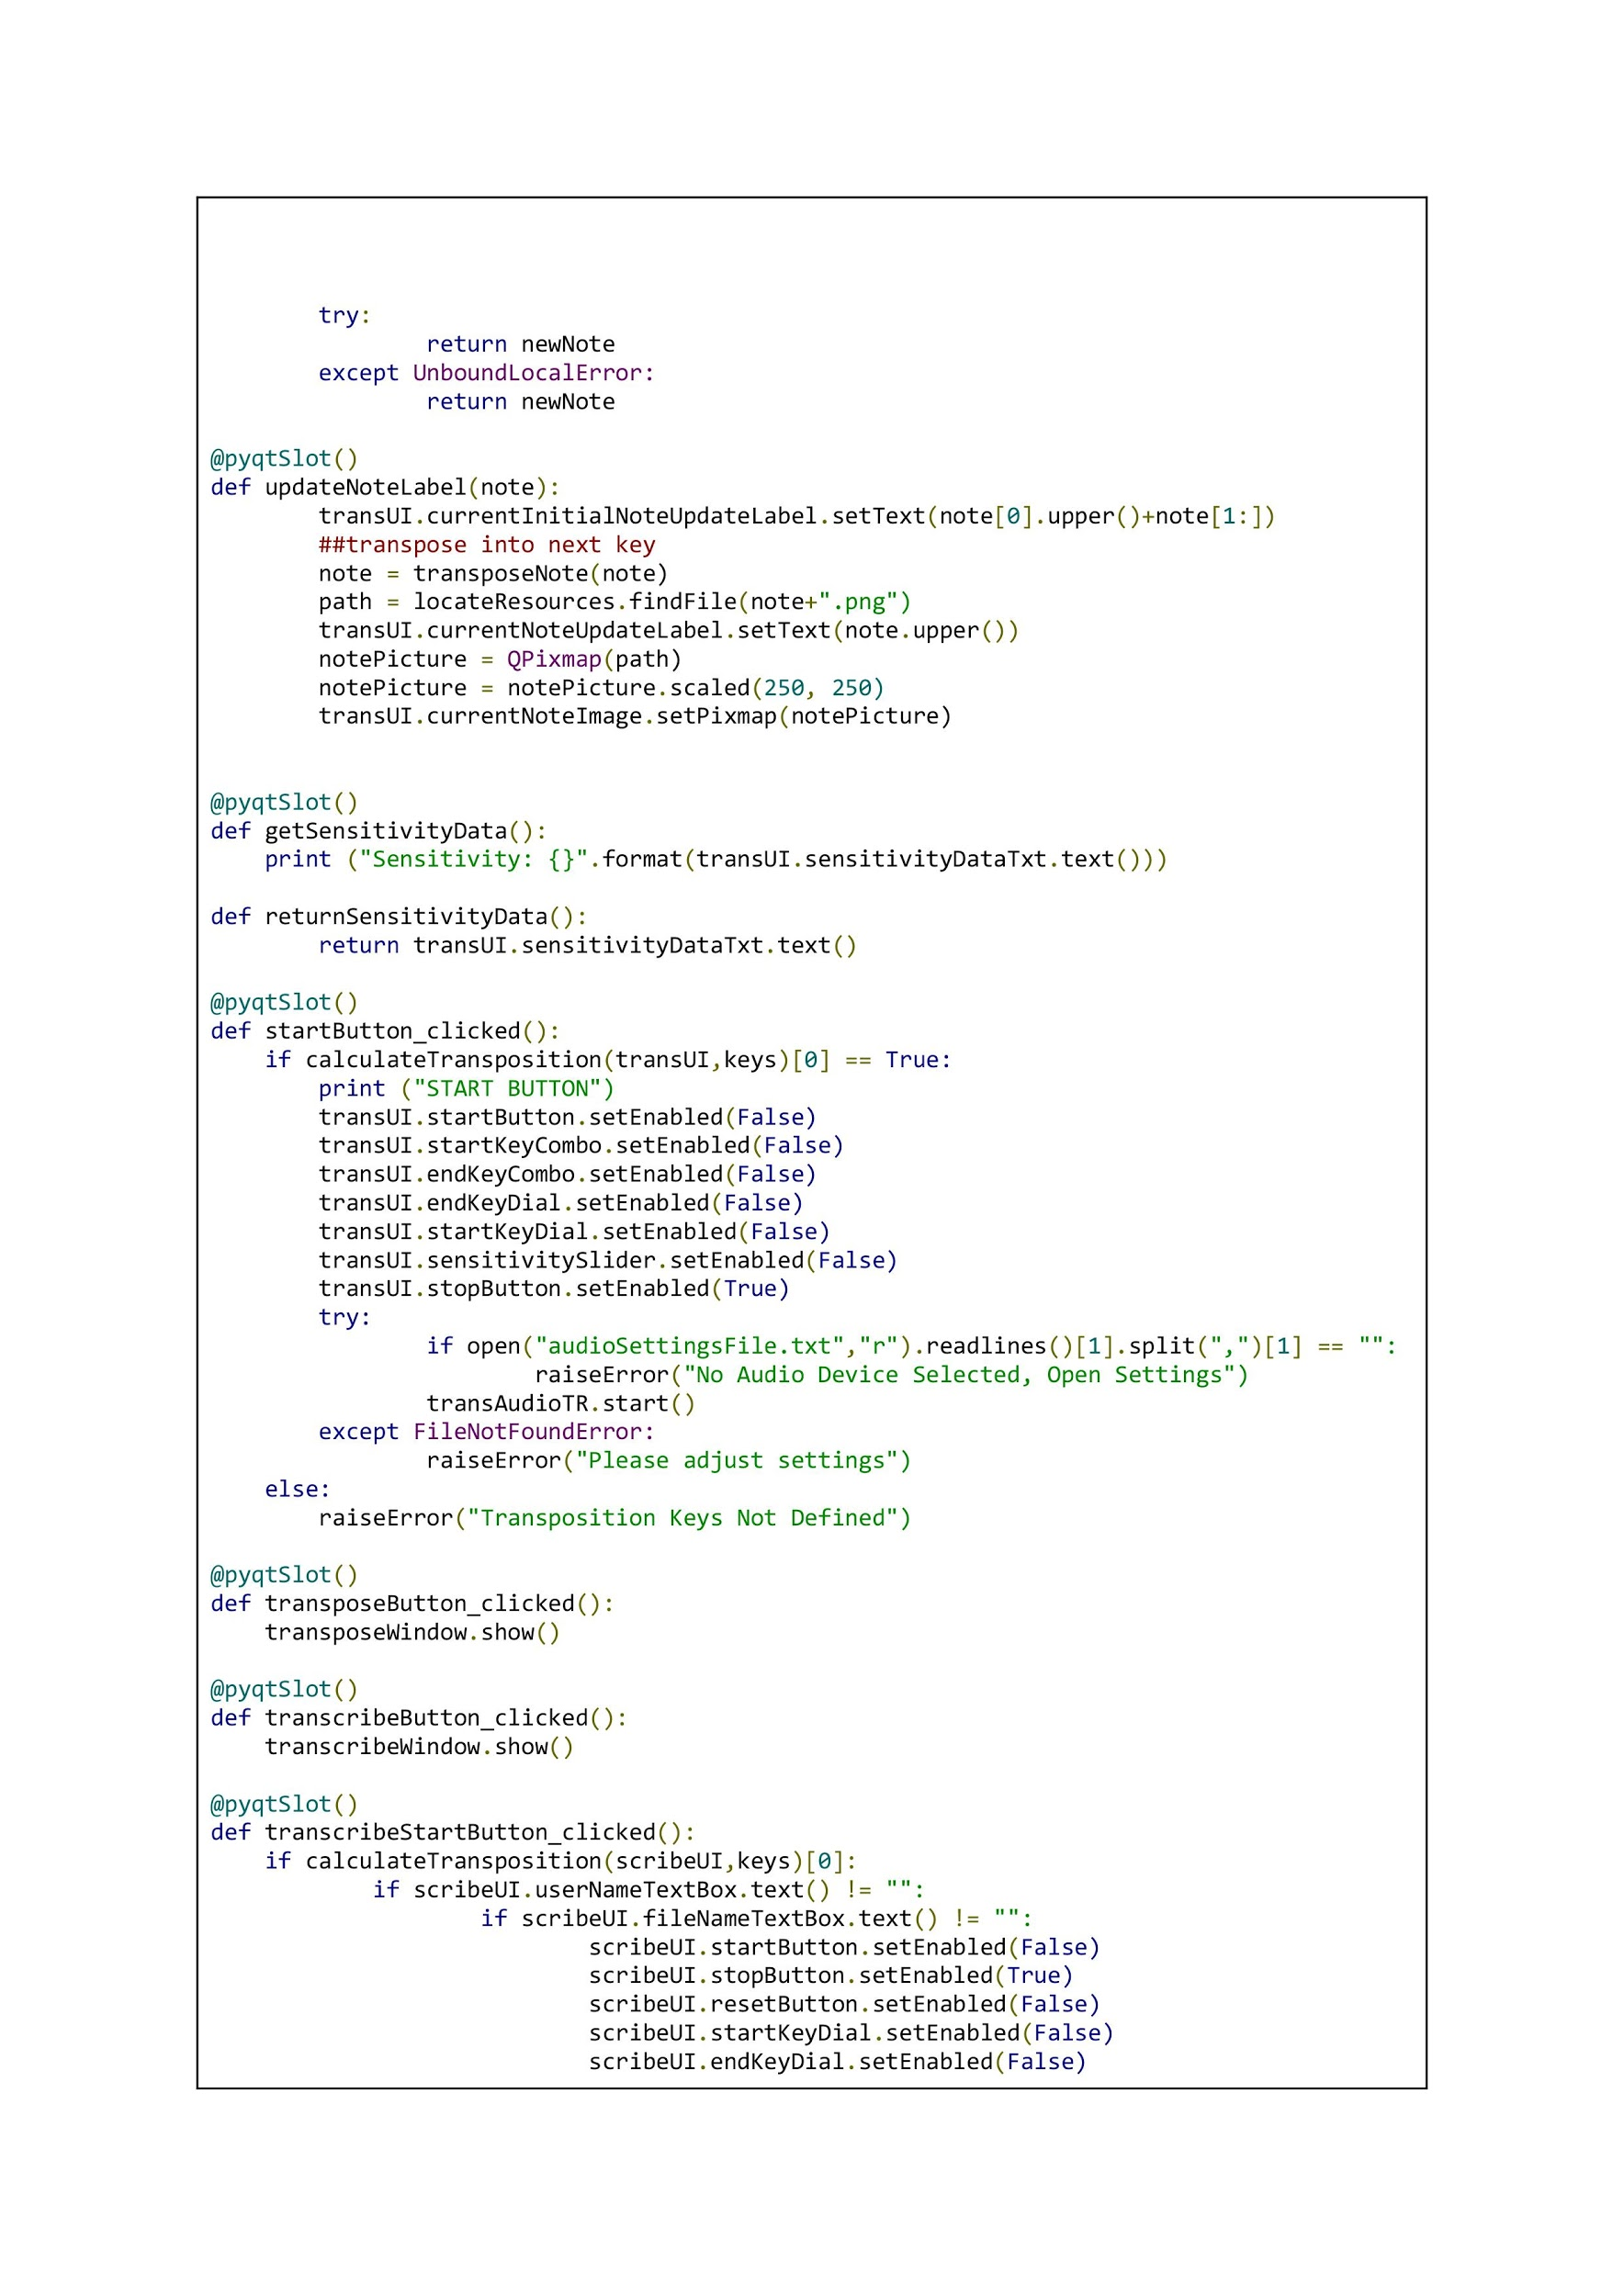 try:
                return newNote
        except UnboundLocalError:
                return newNote

@pyqtSlot()
def updateNoteLabel(note):
        transUI.currentInitialNoteUpdateLabel.setText(note[0].upper()+note[1:])
        ##transpose into next key
        note = transposeNote(note)
        path = locateResources.findFile(note+".png")
        transUI.currentNoteUpdateLabel.setText(note.upper())
        notePicture = QPixmap(path)
        notePicture = notePicture.scaled(250, 250)
        transUI.currentNoteImage.setPixmap(notePicture)


@pyqtSlot()
def getSensitivityData():
    print ("Sensitivity: {}".format(transUI.sensitivityDataTxt.text()))

def returnSensitivityData():
        return transUI.sensitivityDataTxt.text()

@pyqtSlot()
def startButton_clicked():
    if calculateTransposition(transUI,keys)[0] == True:
        print ("START BUTTON")
        transUI.startButton.setEnabled(False)
        transUI.startKeyCombo.setEnabled(False)
        transUI.endKeyCombo.setEnabled(False)
        transUI.endKeyDial.setEnabled(False)
        transUI.startKeyDial.setEnabled(False)
        transUI.sensitivitySlider.setEnabled(False)
        transUI.stopButton.setEnabled(True)
        try:
                if open("audioSettingsFile.txt","r").readlines()[1].split(",")[1] == "":
                        raiseError("No Audio Device Selected, Open Settings")
                transAudioTR.start()
        except FileNotFoundError:
                raiseError("Please adjust settings")
    else:
        raiseError("Transposition Keys Not Defined")

@pyqtSlot()
def transposeButton_clicked():
    transposeWindow.show()

@pyqtSlot()
def transcribeButton_clicked():
    transcribeWindow.show()

@pyqtSlot()
def transcribeStartButton_clicked():
    if calculateTransposition(scribeUI,keys)[0]:
            if scribeUI.userNameTextBox.text() != "":
                    if scribeUI.fileNameTextBox.text() != "":
                            scribeUI.startButton.setEnabled(False)
                            scribeUI.stopButton.setEnabled(True)
                            scribeUI.resetButton.setEnabled(False)
                            scribeUI.startKeyDial.setEnabled(False)
                            scribeUI.endKeyDial.setEnabled(False)